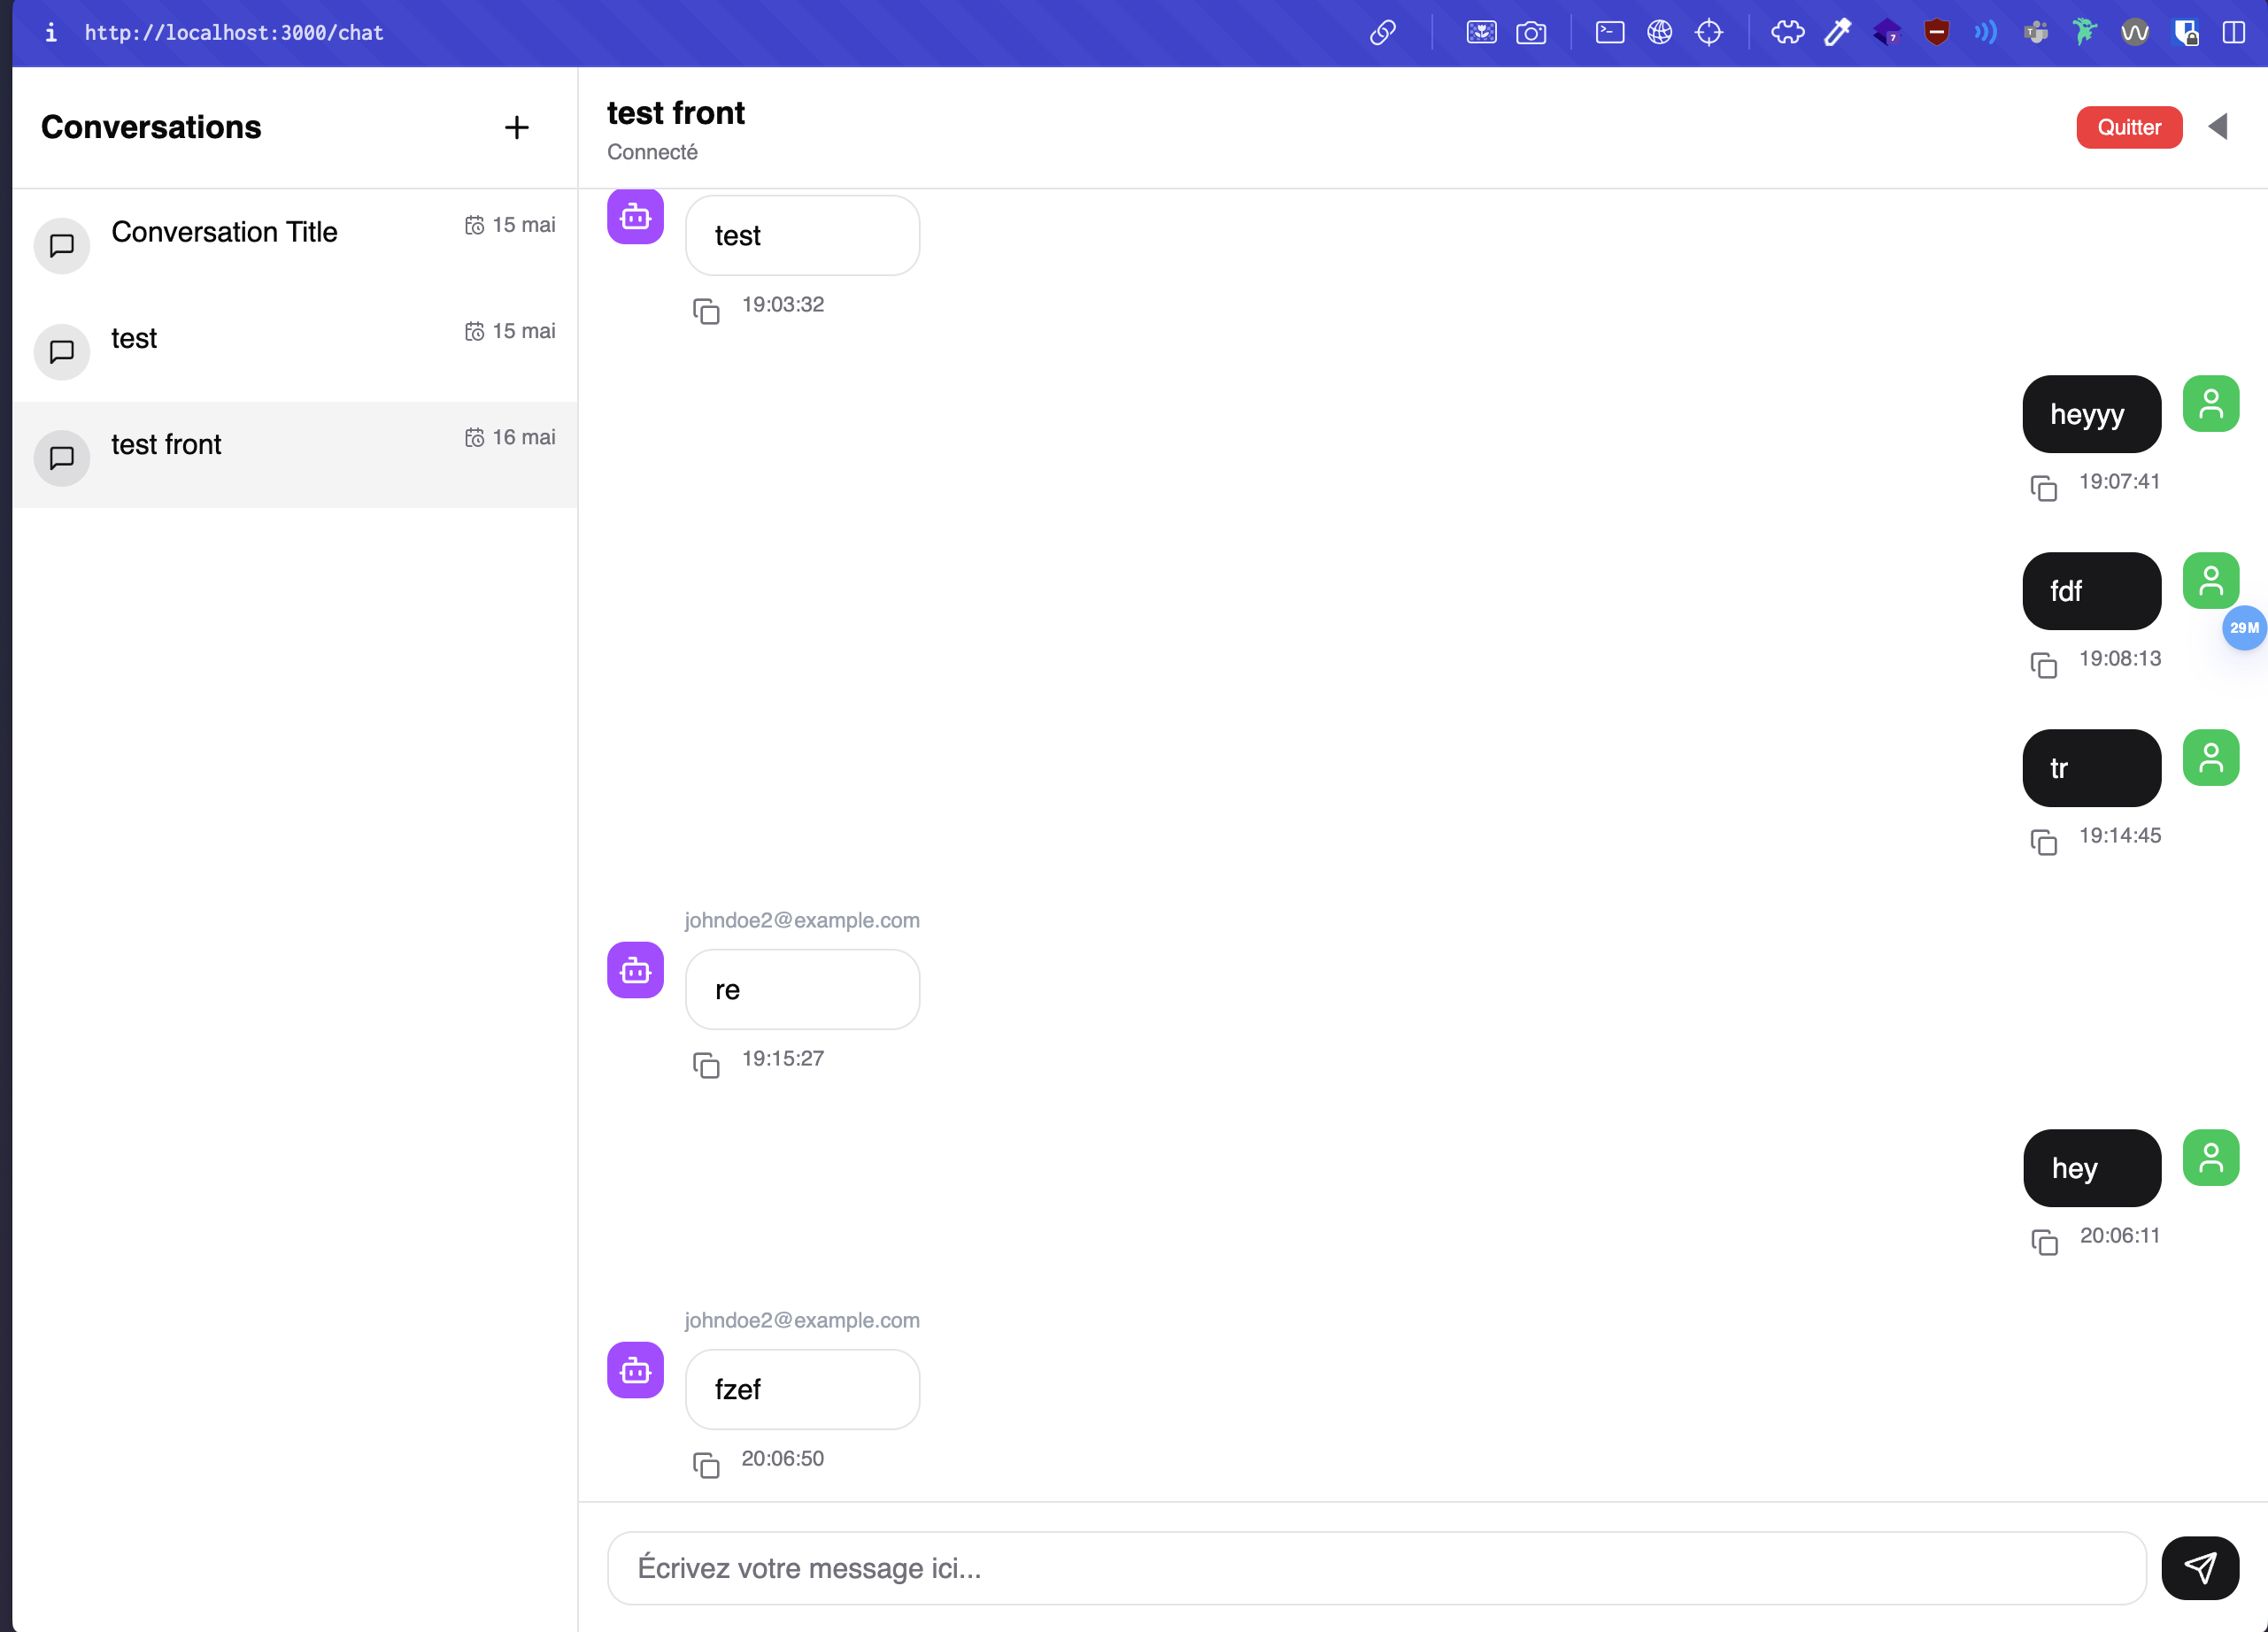 i http://localhost:3000/chat
7
Conversations
Conversation Title
15 mai
test
15 mai
test front
16 mai
test front
Connecté
Quitter
test
19:03:32
heyyy
19:07:41
fdf
29M
19:08:13
tr
19:14:45
johndoe2@example.com
re
19:15:27
hey
20:06:11
johndoe2@example.com
fzef
20:06:50
Écrivez votre message ici...